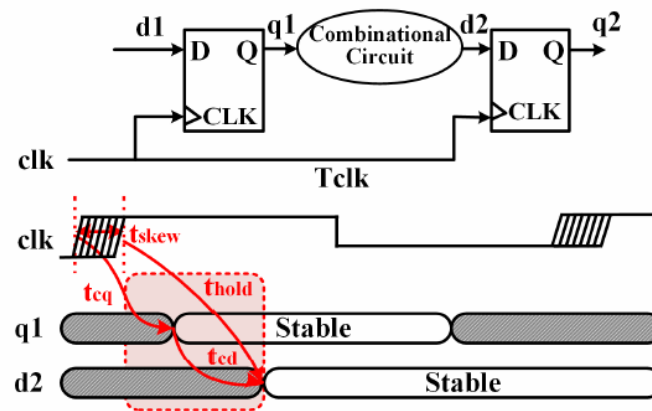 d1 D Q q1 Combinational Circuit d2 D Q q2
CLK CLK
clk
Tclk
clk tskew
tcq thold
q1 Stable
tcd
d2 Stable